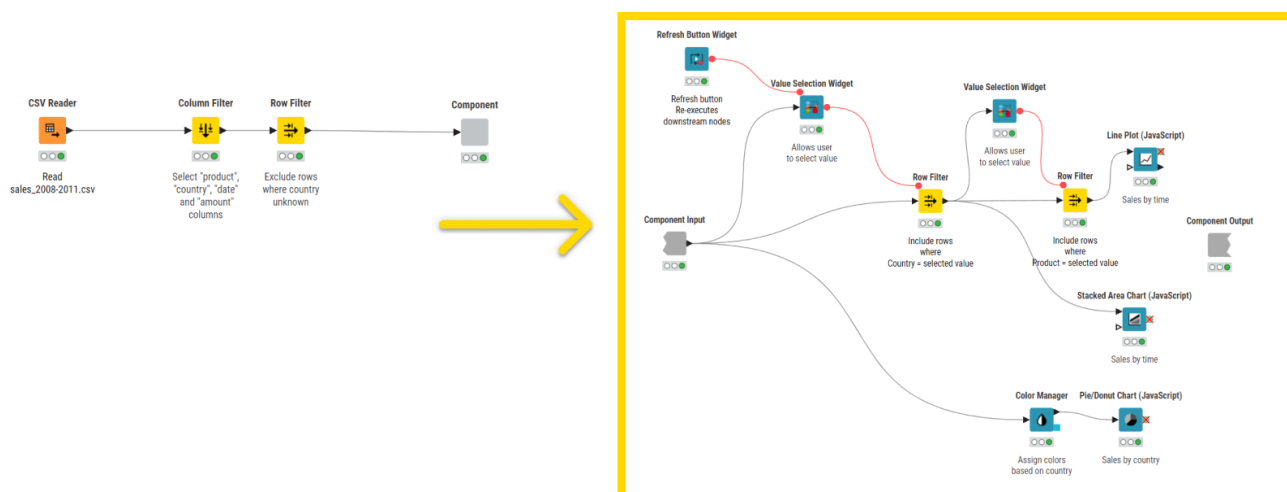 CSV Reader
Read
sales_2008-2011.csv
Column Filter
Select "product",
"country", "date"
and "amount"
columns
Row Filter
Exclude rows
where country
unknown
Component
Refresh Button Widget
Refresh button
Re-executes
downstream nodes
Value Selection Widget
Allows user
to select value
Value Selection Widget
Allows user
to select value
Line Plot (JavaScript)
Sales by time
Row Filter
Include rows
where
Country = selected value
Row Filter
Include rows
where
Product = selected value
Component Input
Component Output
Stacked Area Chart (JavaScript)
Sales by time
Color Manager
Assign colors
based on country
Pie/Donut Chart (JavaScript)
Sales by country